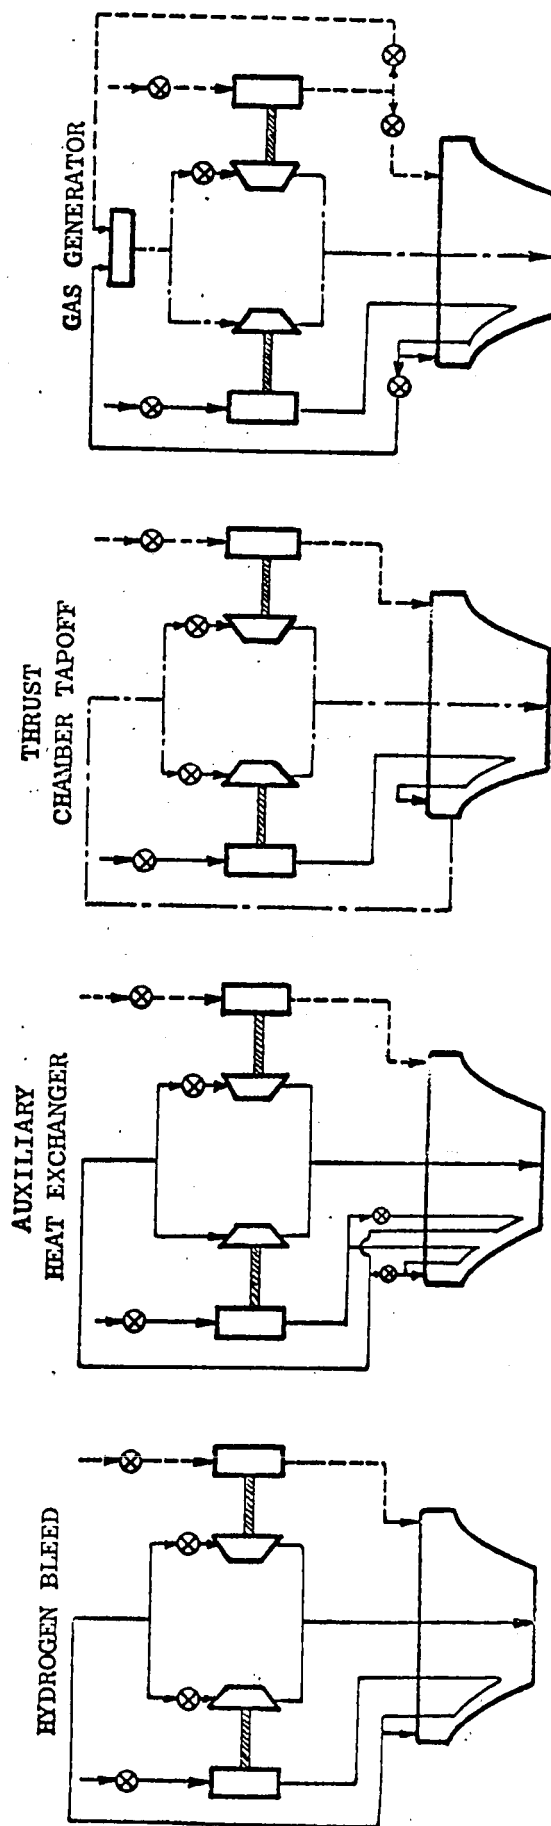 GAS GENERATOR
THRUST
CHAMBER TAPOFF
AUXILIARY
HEAT EXCHANGER
HYDROGEN BLEED